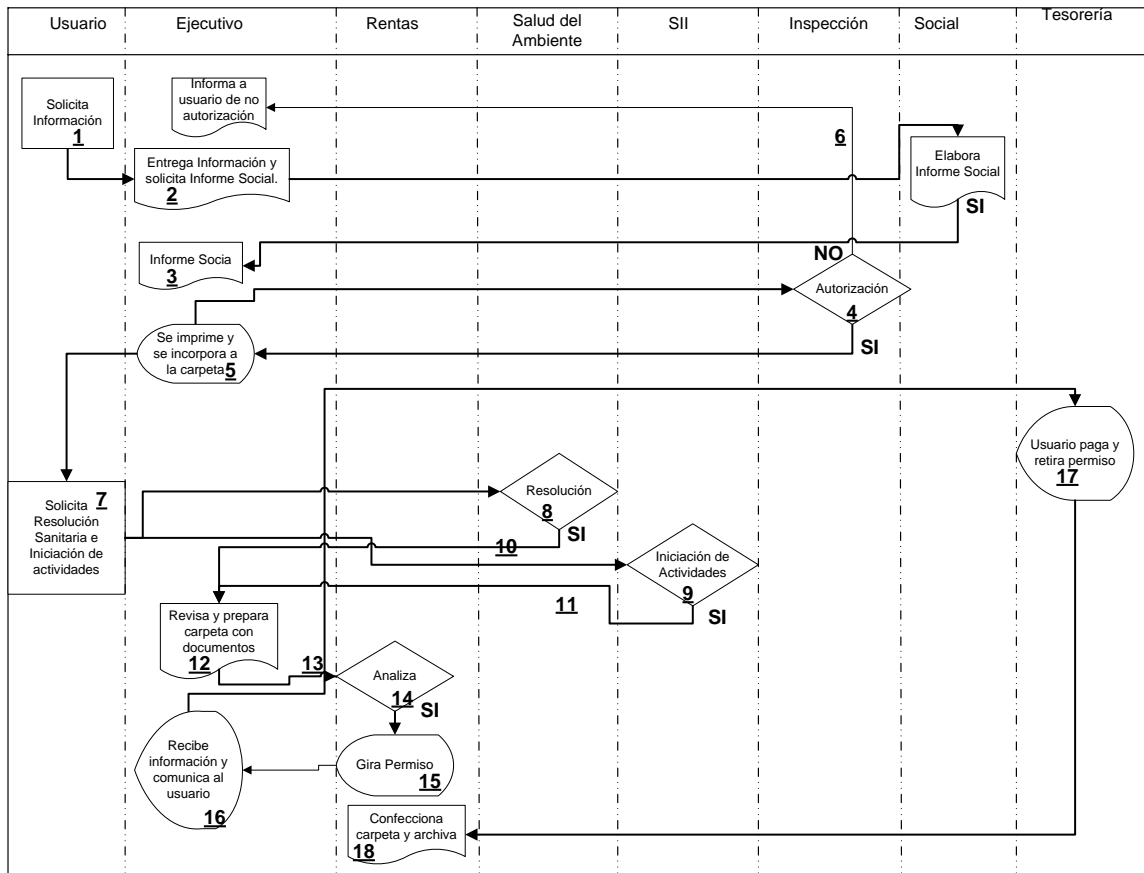 Usuario
Ejecutivo
Rentas
Salud del
Ambiente
SII
Inspección
Social
Tesorería
Solicita
Información
1
Informa a
usuario de no
autorización
6
Entrega Información y
solicita Informe Social.
2
Elabora
Informe Social
SI
Informe Socia
3
NO
Autorización
4
SI
Se imprime y
se incorpora a
la carpeta
5
Usuario paga y
retira permiso
17
7
Solicita
Resolución
Sanitaria e
Iniciación de
actividades
Resolución
8
SI
10
Iniciación de
Actividades
9
SI
11
Revisa y prepara
carpeta con
documentos
12
13
Analiza
14
SI
Recibe
información y
comunica al
usuario
16
Gira Permiso
15
Confecciona
carpeta y archiva
18